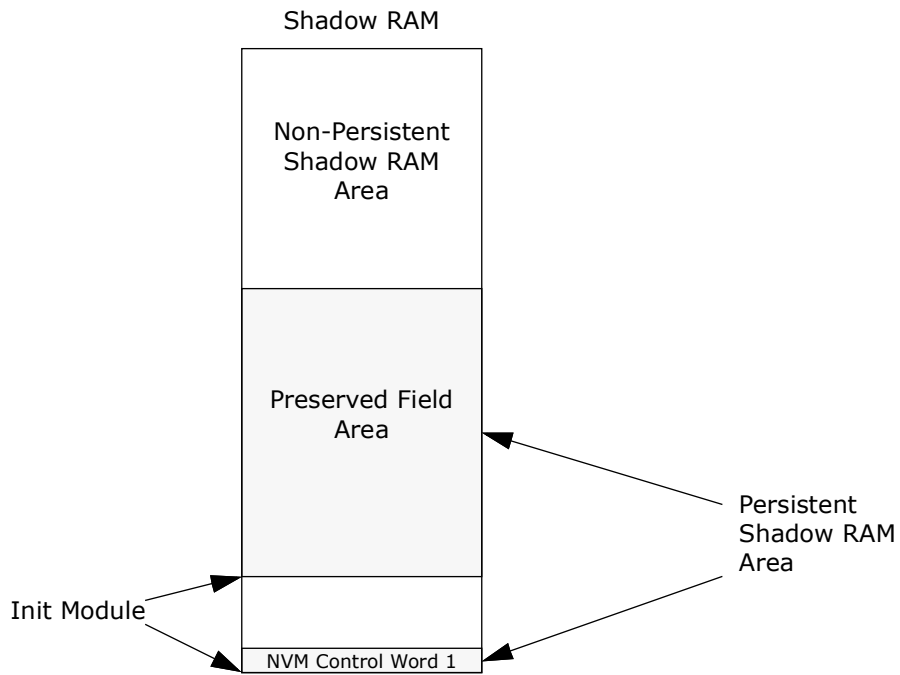 Shadow RAM
Non-Persistent
Shadow RAM
Area
Preserved Field
Area
Persistent
Shadow RAM
Area
Init Module
NVM Control Word 1